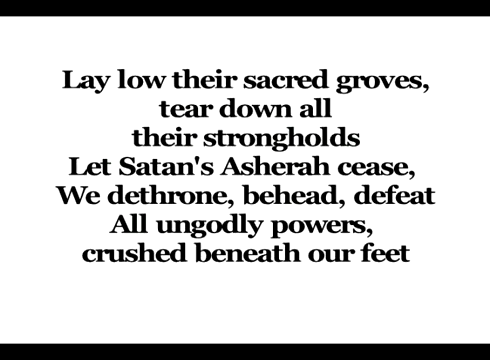 Lay low their sacred groves,
tear down all
their strongholds
Let Satan's Asherah cease,
We dethrone, behead, defeat
All ungodly powers,
crushed beneath our feet